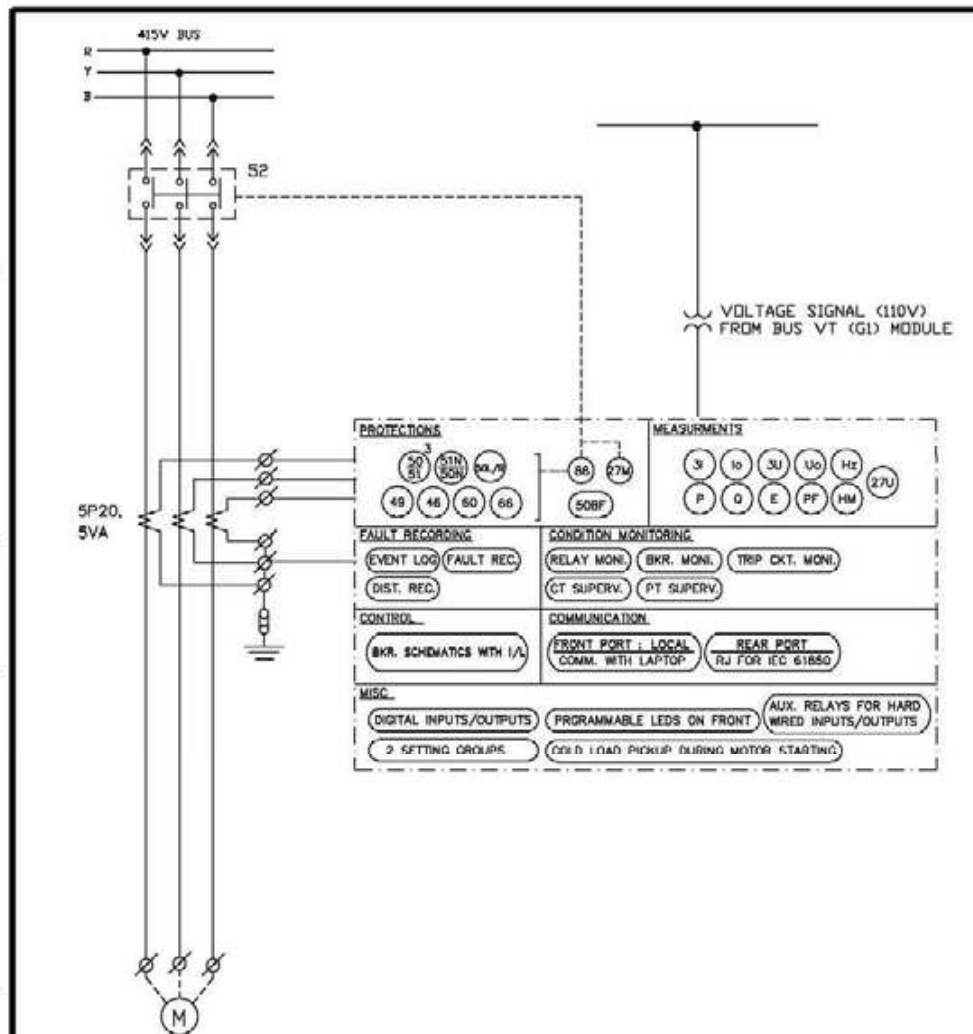 415V BUS
R
Y
B
52
VOLTAGE SIGNAL (110V)
FROM BUS VT (G1) MODULE
5P20,
5VA
PROTECTIONS
3
50
51
51N
50N
49
46
60
66
86
27M
50BF
MEASURMENTS
3I
Io
3U
Uo
Hz
27U
P
Q
E
PF
HM
FAULT RECORDING
EVENT LOG
FAULT REC.
DIST. REC.
CONDITION MONITORING
RELAY MONI.
BKR. MONI.
TRIP CKT. MONI.
CT SUPERV.
PT SUPERV.
CONTROL
BKR. SCHEMATICS WITH I/L
COMMUNICATION
FRONT PORT : LOCAL
COMM. WITH LAPTOP
REAR PORT
RJ FOR IEC 61850
MISC
DIGITAL INPUTS/OUTPUTS
PROGRAMMABLE LEDS ON FRONT
AUX. RELAYS FOR HARD
WIRED INPUTS/OUTPUTS
2 SETTING GROUPS
COLD LOAD PICKUP DURING MOTOR STARTING
M